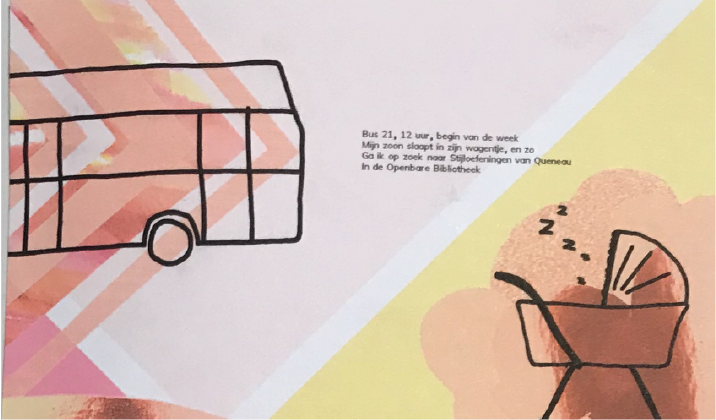 Bus 21, 12 uur, begin van de week
Mijn zoon slaapt in zijn wagentje, en zo
Ga ik op zoek naar Stijloefeningen van Queneau
In de Openbare Bibliotheek
z
Z
z
z
z